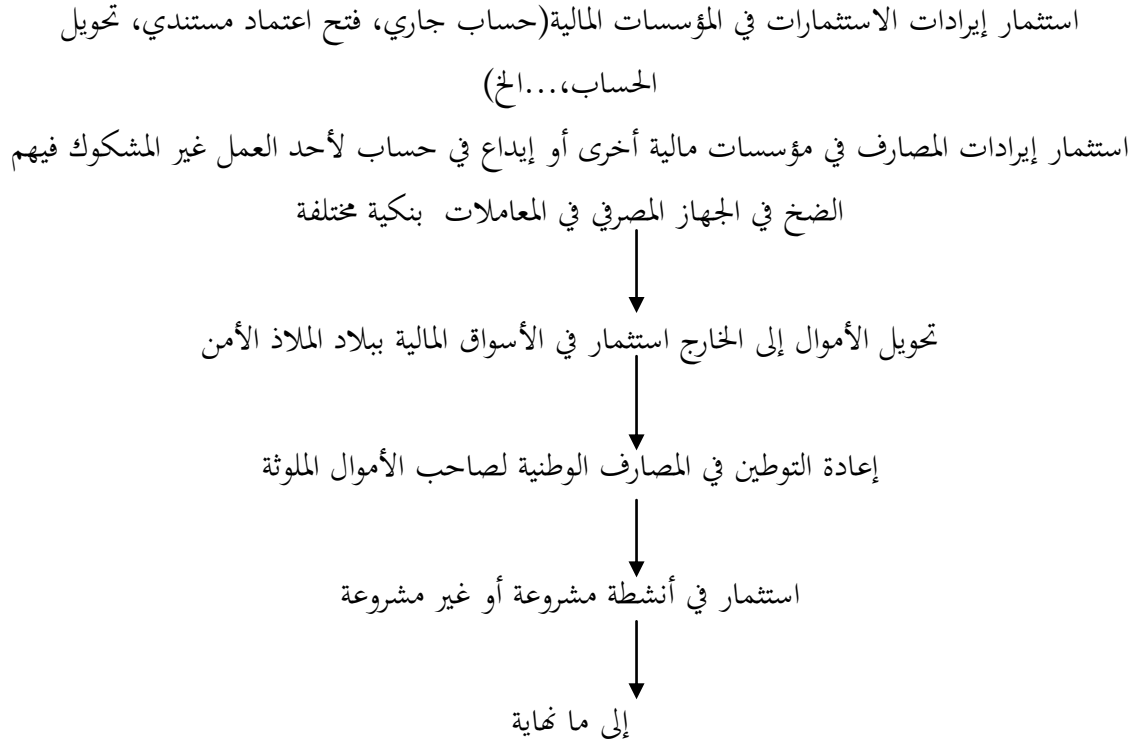 استثمار إيرادات الاستثمارات في المؤسسات المالية(حساب جاري، فتح اعتماد مستندي، تحويل
الحساب،...الخ)
استثمار إيرادات المصارف في مؤسسات مالية أخرى أو إيداع في حساب لأحد العمل غير المشكوك فيهم
الضخ في الجهاز المصرفي في المعاملات بنكية مختلفة
تحويل الأموال إلى الخارج استثمار في الأسواق المالية ببلاد الملاذ الأمن
إعادة التوطين في المصارف الوطنية لصاحب الأموال الملوثة
استثمار في أنشطة مشروعة أو غير مشروعة
إلى ما نهاية